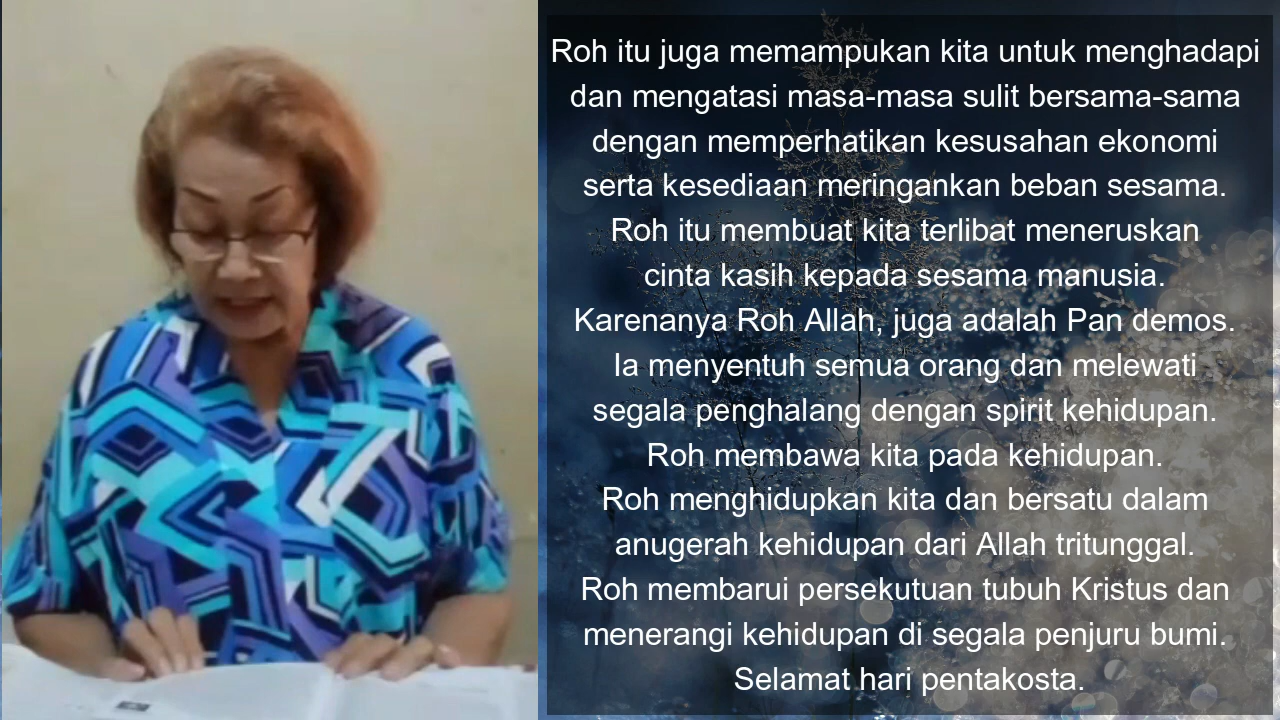 Roh itu juga memampukan kita untuk menghadapi
dan mengatasi masa-masa sulit bersama-sama
dengan memperhatikan kesusahan ekonomi
serta kesediaan meringankan beban sesama.
Roh itu membuat kita terlibat meneruskan
cinta kasih kepada sesama manusia.
Karenanya Roh Allah, juga adalah Pan demos.
Ia menyentuh semua orang dan melewati
segala penghalang dengan spirit kehidupan.
Roh membawa kita pada kehidupan.
Roh menghidupkan kita dan bersatu dalam
anugerah kehidupan dari Allah tritunggal.
Roh membarui persekutuan tubuh Kristus dan
menerangi kehidupan di segala penjuru bumi.
Selamat hari pentakosta.